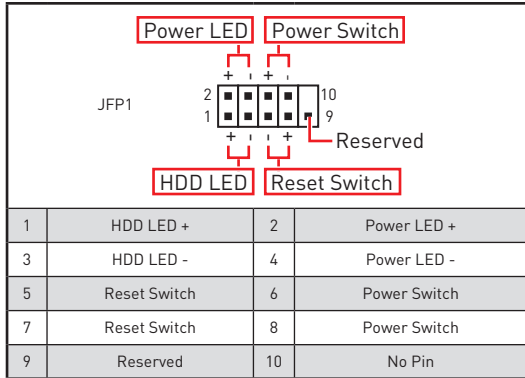 Power LED Power Switch
+ - + -
JFP1
2 10
1 9
+ - - +
Reserved
HDD LED Reset Switch
1 HDD LED + 2 Power LED +
3 HDD LED - 4 Power LED -
5 Reset Switch 6 Power Switch
7 Reset Switch 8 Power Switch
9 Reserved 10 No Pin